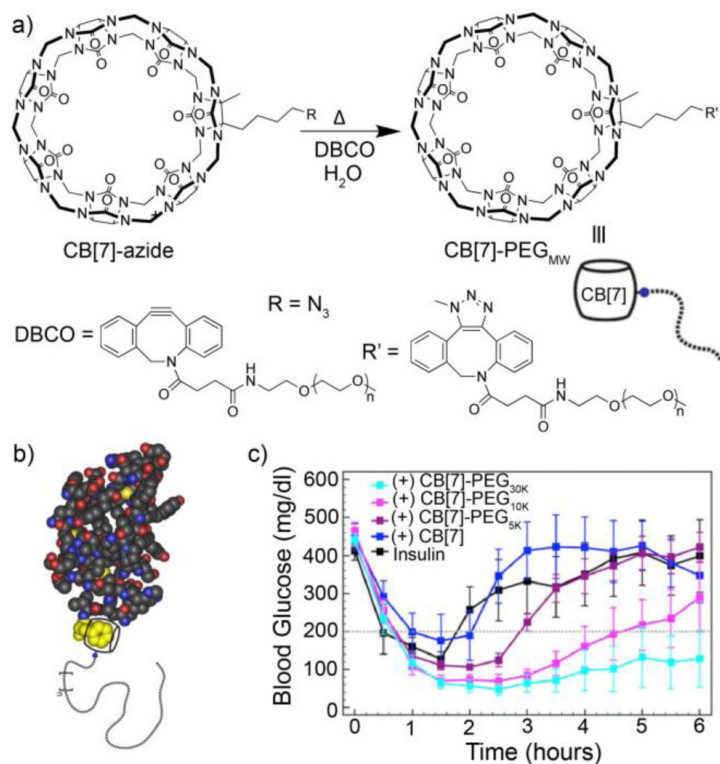 a)
R
Δ
DBCO
H₂O
R'
CB[7]-azide
CB[7]-PEG_MW
CB[7]
DBCO =
R = N₃
R' =
N
O
H
N
O
O
O
n
N
N
N
N
O
H
N
O
O
O
n
b)
c)
600
500
400
300
200
100
0
Blood Glucose (mg/dl)
(+) CB[7]-PEG₃₀ₖ
(+) CB[7]-PEG₁₀ₖ
(+) CB[7]-PEG₅ₖ
(+) CB[7]
Insulin
0 1 2 3 4 5 6
Time (hours)